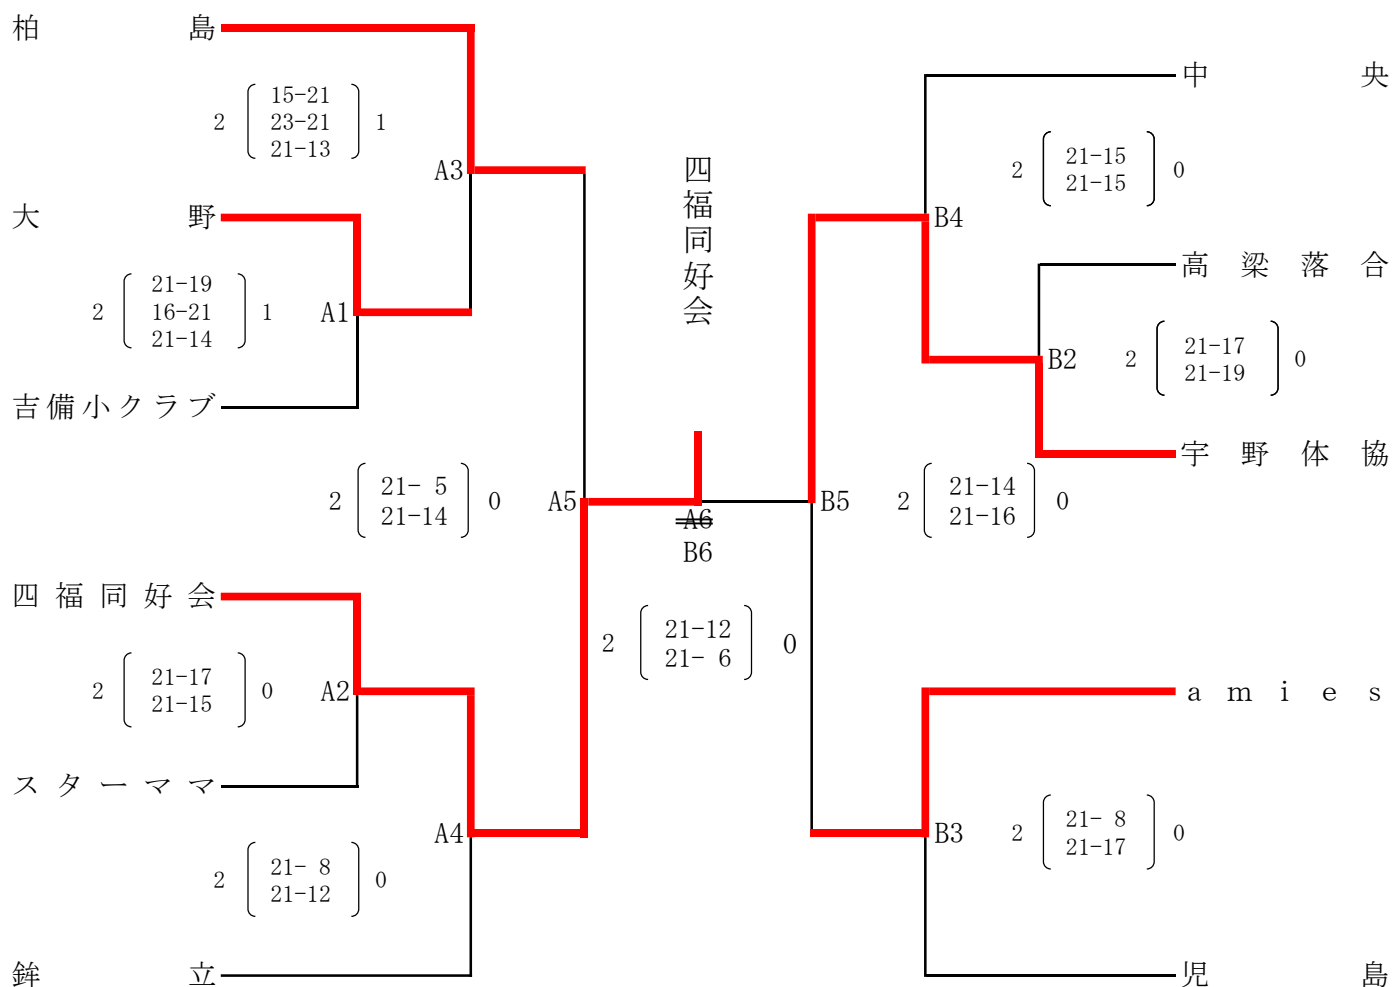 柏島
15-21
2 23-21 1
21-13
A3
大野
21-19
2 16-21 1
21-14
A1
吉備小クラブ
21- 5
2 0
21-14
A5
四福同好会
21-17
2 0
21-15
A2
スターママ
A4
21- 8
2 0
21-12
鉾立
四福同好会
A6
B6
21-12
2 0
21- 6
中央
21-15
2 0
21-15
B4
高梁落合
21-17
B2 2 0
21-19
宇野体協
21-14
B5 2 0
21-16
amies
21- 8
B3 2 0
21-17
児島